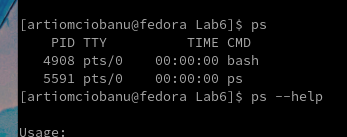 [artiomciobanu@fedora Lab6]$ ps
    PID TTY          TIME CMD
   4908 pts/0    00:00:00 bash
   5591 pts/0    00:00:00 ps
[artiomciobanu@fedora Lab6]$ ps --help

Usage: